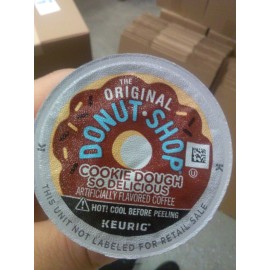 THE
ORIGINAL
DONUT·SHOP
COOKIE DOUGH
SO DELICIOUS
ARTIFICIALLY FLAVORED COFFEE
HOT! COOL BEFORE PEELING
KEURIG
THIS UNIT NOT LABELED FOR RETAIL SALE